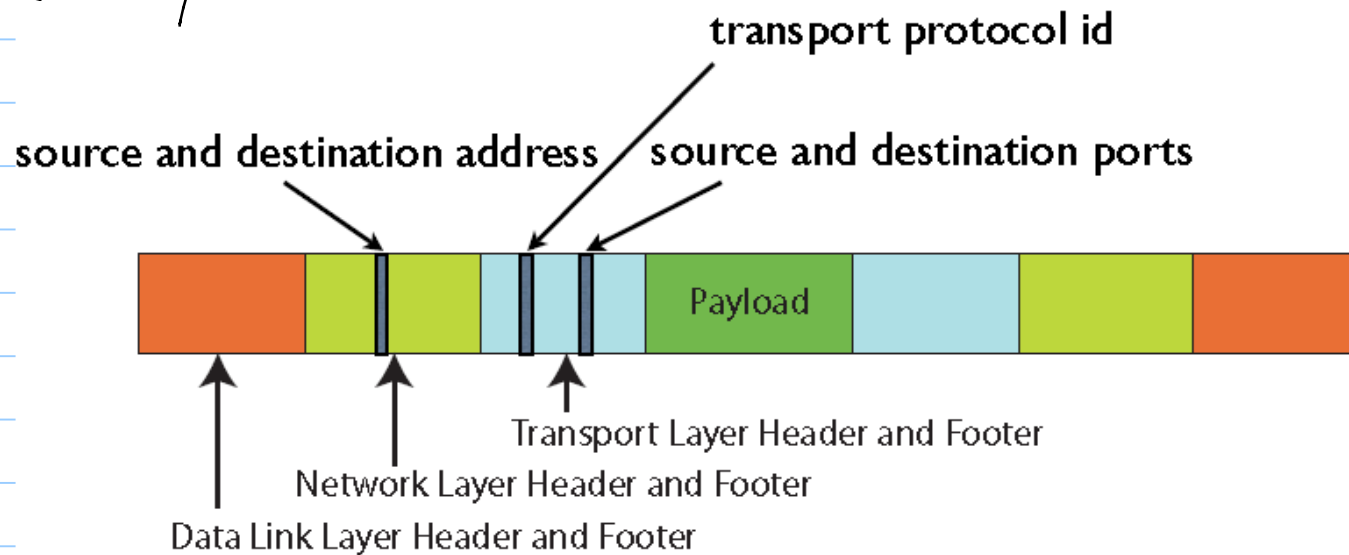 transport protocol id
source and destination address
source and destination ports
Payload
Transport Layer Header and Footer
Network Layer Header and Footer
Data Link Layer Header and Footer